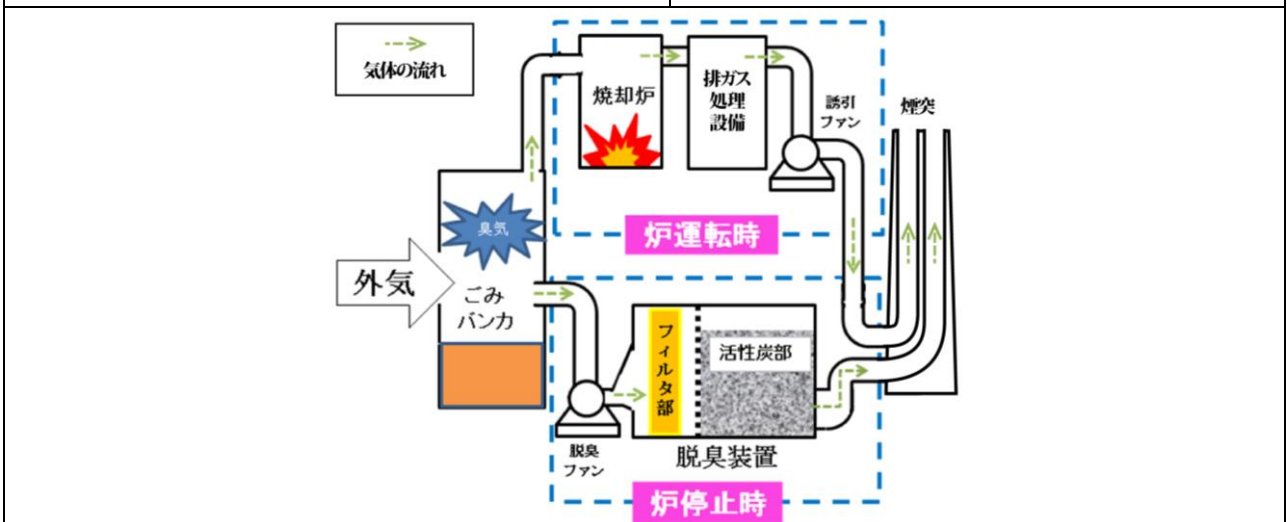 気体の流れ
焼却炉
排ガス
処理
設備
誘引
ファン
煙突
臭気
炉運転時
外気
ごみ
バンカ
フィルタ部
活性炭部
脱臭
ファン
脱臭装置
炉停止時